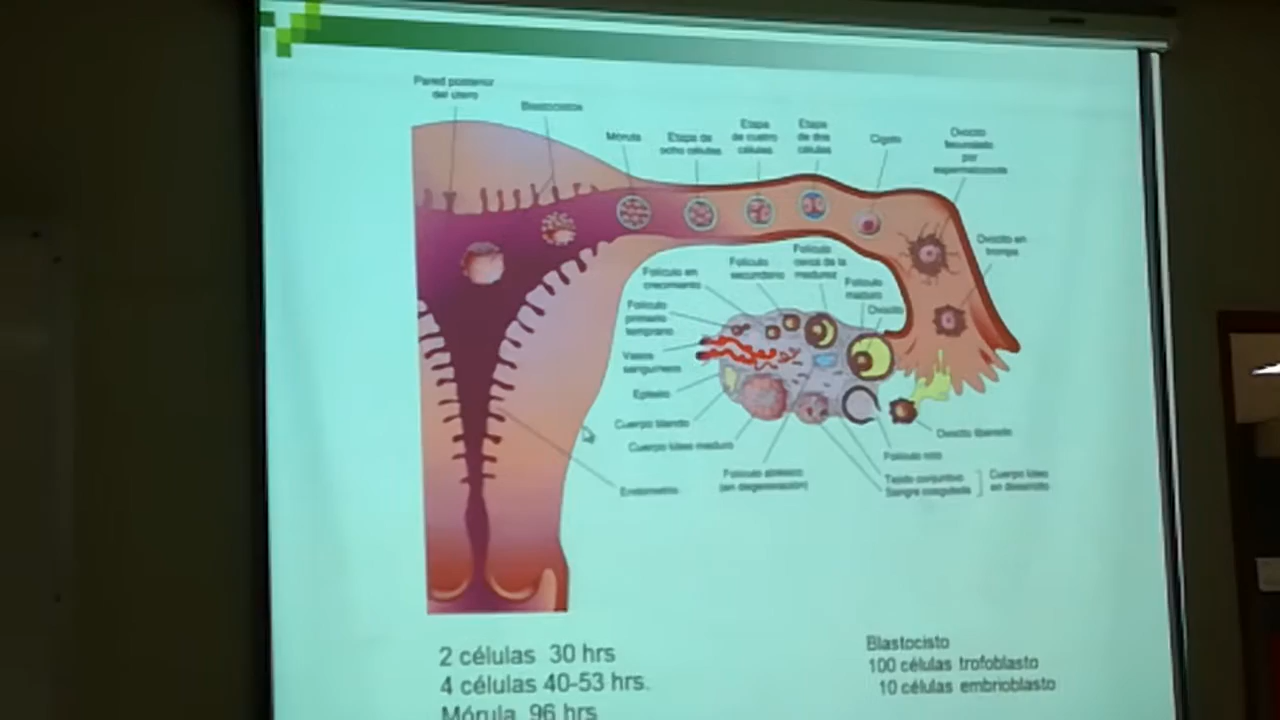 Pared posterior
del útero
Blastocistos
Mórula
Etapa de
ocho células
Etapa
de cuatro
células
Etapa
de dos
células
Cigoto
Ovocito
fecundado
por
espermatozoide
Ovocito en
trompa
Folículo en
crecimiento
Folículo
secundario
Folículo
cerca de la
madurez
Folículo
maduro
Ovocito
Folículo
primario
temprano
Vasos
sanguíneos
Epitelio
Cuerpo blanco
Cuerpo lúteo maduro
Folículo atrésico
(en degeneración)
Endometrio
Ovocito liberado
Folículo roto
Tejido conjuntivo
Sangre coagulada
Cuerpo lúteo
en desarrollo
2 células 30 hrs
4 células 40-53 hrs.
Mórula 96 hrs
Blastocisto
100 células trofoblasto
10 células embrioblasto